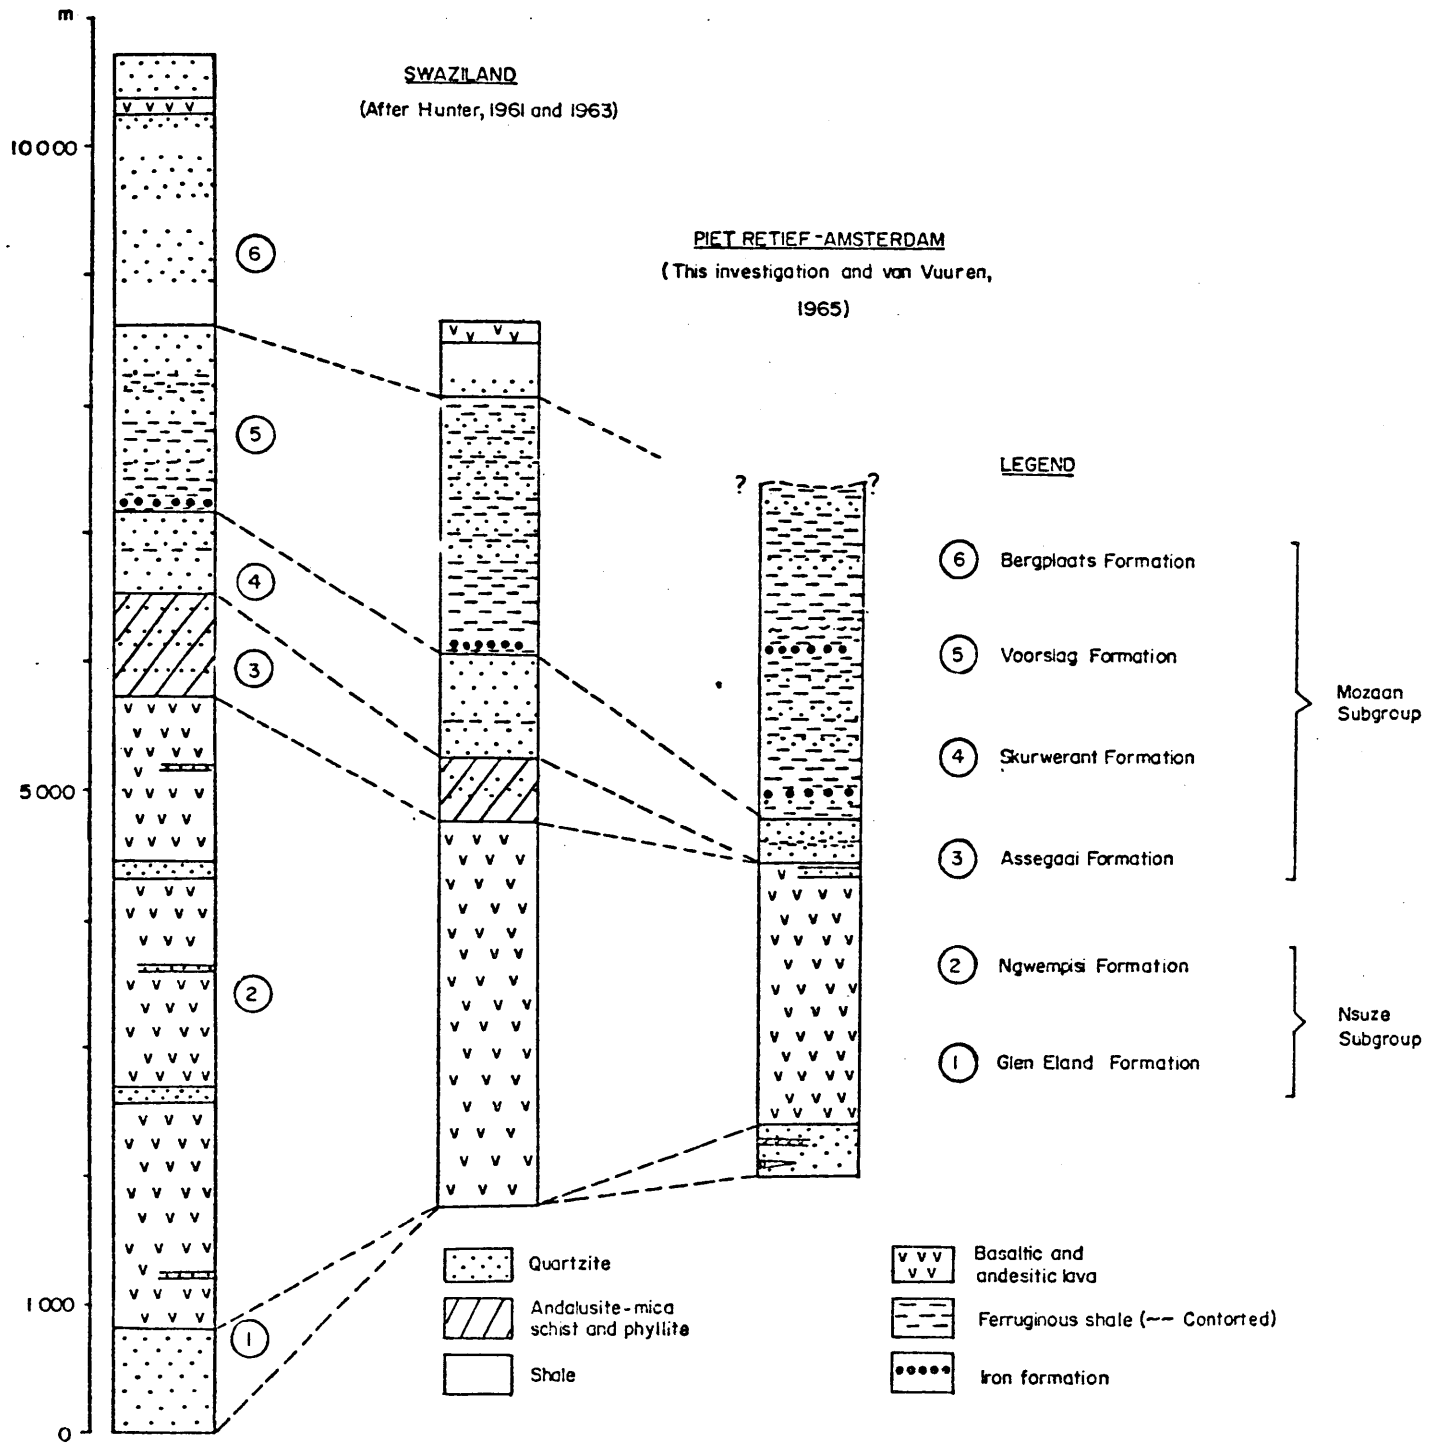 m
SWAZILAND
(After Hunter, 1961 and 1963)
10000
PIET RETIEF-AMSTERDAM
(This investigation and van Vuuren,
1965)
6
5
4
3
2
1
5000
1000
0
? ?
LEGEND
6 Bergplaats Formation
5 Voorslag Formation
4 Skurwerant Formation
3 Assegaai Formation
Mozaan
Subgroup
2 Ngwempisi Formation
1 Glen Eland Formation
Nsuze
Subgroup
Quartzite
Andalusite-mica
schist and phyllite
Shale
Basaltic and
andesitic lava
Ferruginous shale (~~ Contorted)
Iron formation